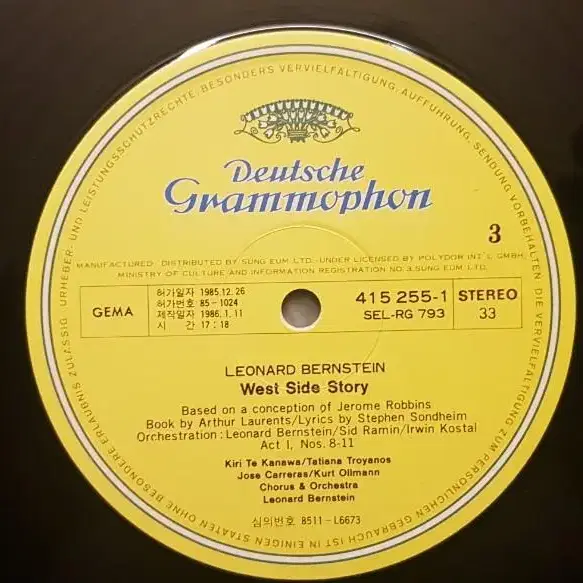 Deutsche
Grammophon
3
MANUFACTURED · DISTRIBUTED BY SUNG EUM LTD.·UNDER LICENSED BY POLYDOR INT'L GMBH,
MINISTRY OF CULTURE AND INFORMATION REGISTRATION NO. 3, SUNG EUM LTD.
GEMA
허가일자 1985.12.26
허가번호 85-1024
제작일자 1986.1.11
시 간 17:18
415 255-1
SEL-RG 793
STEREO
33
LEONARD BERNSTEIN
West Side Story
Based on a conception of Jerome Robbins
Book by Arthur Laurents/Lyrics by Stephen Sondheim
Orchestration : Leonard Bernstein/Sid Ramin/Irwin Kostal
Act I, Nos. 8-11
Kiri Te Kanawa/Tatiana Troyanos
Jose Carreras/Kurt Ollmann
Chorus & Orchestra
Leonard Bernstein
심의번호 8511-L6673
URHEBER- UND LEISTUNGSSCHUTZRECHTE, BESONDERS VERVIELFÄLTIGUNG, AUFFÜHRUNG, SENDUNG VORBEHALTEN. DIE VERVIELFÄLTIGUNG ZUM PERSÖNLICHEN GEBRAUCH IST IN EINIGEN STAATEN OHNE BESONDERE ERLAUBNIS ZULÄSSIG.